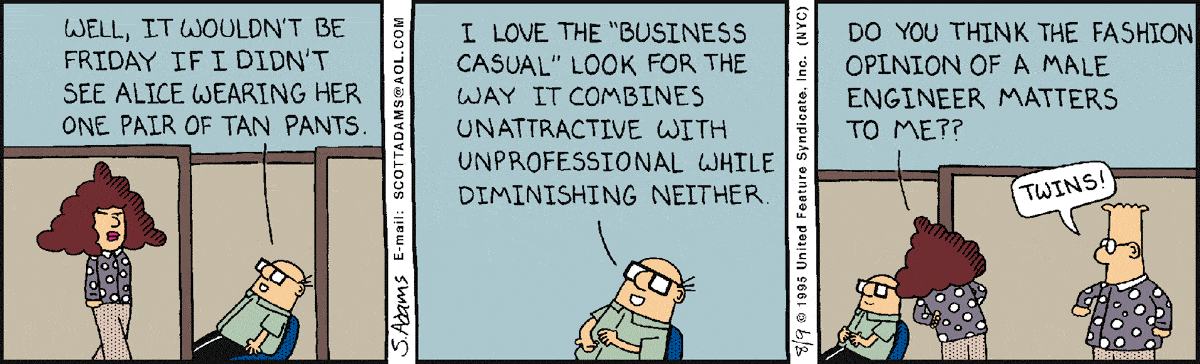 WELL, IT WOULDN'T BE
FRIDAY IF I DIDN'T
SEE ALICE WEARING HER
ONE PAIR OF TAN PANTS.
S.Adams E-mail: SCOTTADAMS@AOL.COM
I LOVE THE "BUSINESS
CASUAL" LOOK FOR THE
WAY IT COMBINES
UNATTRACTIVE WITH
UNPROFESSIONAL WHILE
DIMINISHING NEITHER.
8/9 © 1995 United Feature Syndicate, Inc. (NYC)
DO YOU THINK THE FASHION
OPINION OF A MALE
ENGINEER MATTERS
TO ME??
TWINS!